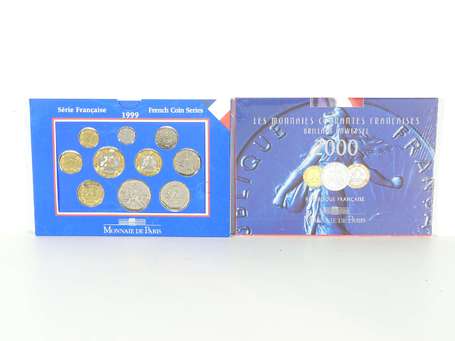 Série Française
French Coin Series
1999
MONNAIE DE PARIS
LES MONNAIES COURANTES FRANÇAISES
BRILLANT UNIVERSEL
2000
RÉPUBLIQUE FRANÇAISE
MONNAIE DE PARIS